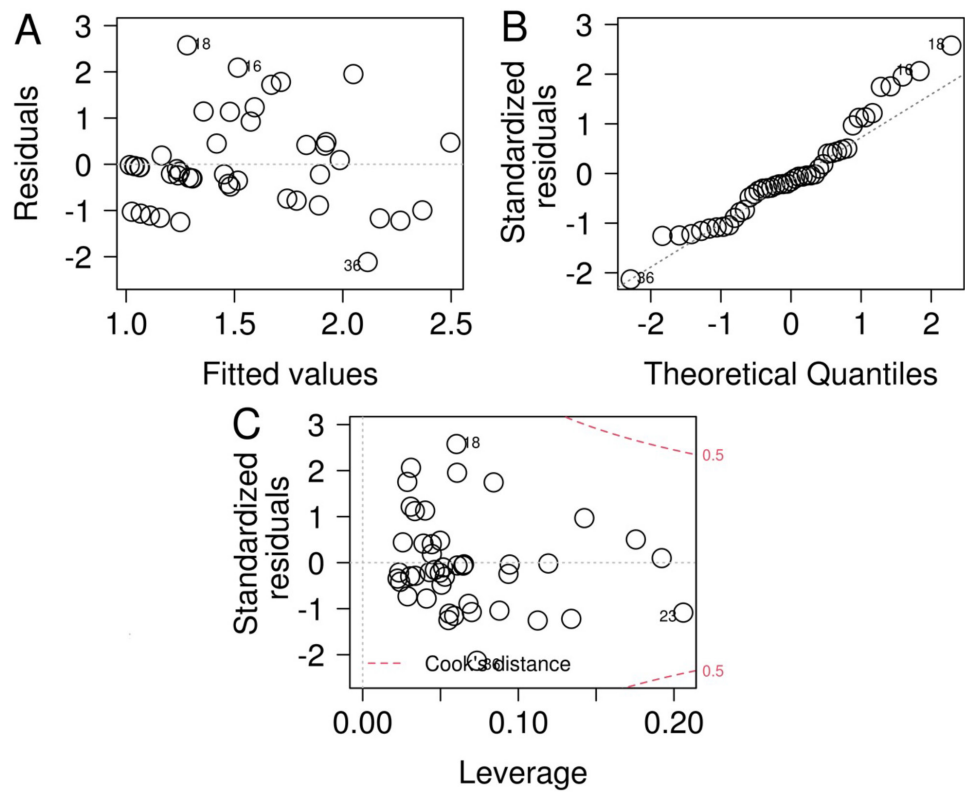 A
Residuals
3
2
1
0
-1
-2
18
16
36
1.0 1.5 2.0 2.5
Fitted values
B
Standardized
residuals
3
2
1
0
-1
-2
18
16
36
-2 -1 0 1 2
Theoretical Quantiles
C
Standardized
residuals
3
2
1
0
-1
-2
18
0.5
23
36
Cook's distance
0.5
0.00 0.10 0.20
Leverage